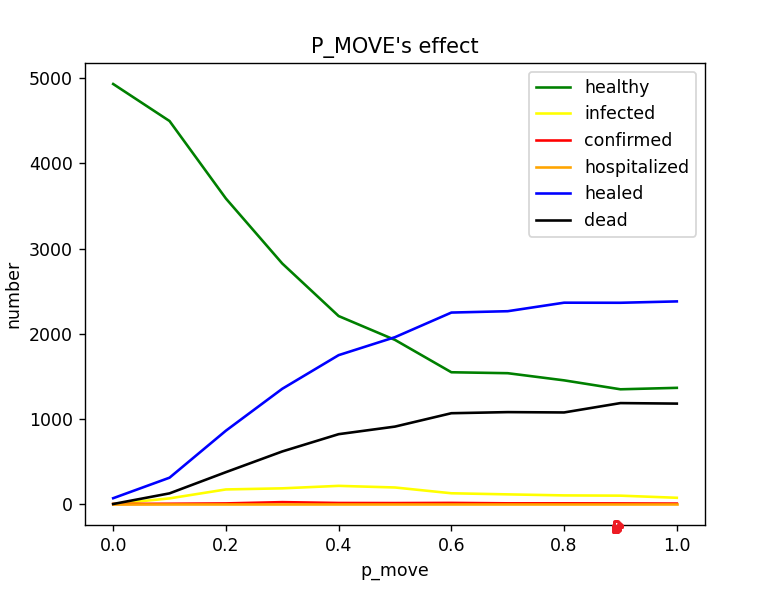 P_MOVE's effect
5000
4000
3000
2000
1000
0
number
healthy
infected
confirmed
hospitalized
healed
dead
0.0 0.2 0.4 0.6 0.8 1.0
p_move